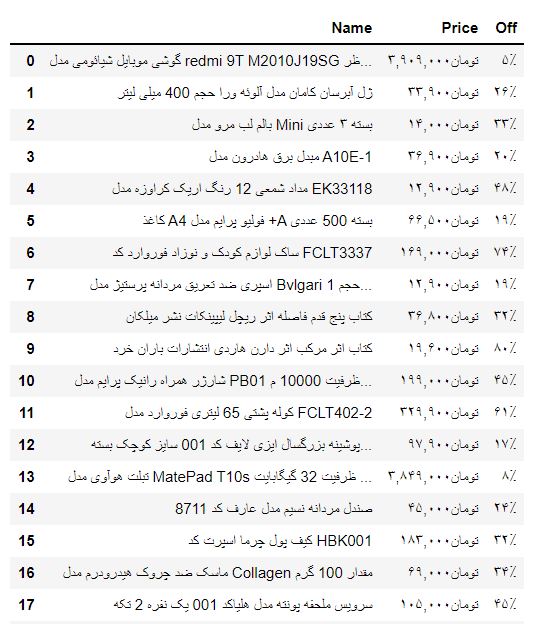 Name Price Off
0 گوشی موبایل شیائومی مدل redmi 9T M2010J19SG ظر... ۳,۹۰۹,۰۰۰تومان ۵٪
1 ژل آبرسان کامان مدل آلوئه ورا حجم 400 میلی لیتر ۳۳,۹۰۰تومان ۲۶٪
2 بالم لب مرو مدل Mini بسته ۳ عددی ۱۴,۰۰۰تومان ۳۳٪
3 مبدل برق هادرون مدل A10E-1 ۳۶,۹۰۰تومان ۲۰٪
4 مداد شمعی 12 رنگ اریک کراوزه مدل EK33118 ۱۲,۹۰۰تومان ۴۸٪
5 کاغذ A4 مدل فولیو پرایم A+ بسته 500 عددی ۶۶,۵۰۰تومان ۱۹٪
6 ساک لوازم کودک و نوزاد فوروارد کد FCLT3337 ۱۶۹,۰۰۰تومان ۷۴٪
7 اسپری ضد تعریق مردانه پرستیژ مدل Bvlgari 1 حجم... ۱۲,۹۰۰تومان ۱۹٪
8 کتاب پنج قدم فاصله اثر ریچل لیپینکات نشر میلکان ۳۶,۸۰۰تومان ۳۲٪
9 کتاب اثر مرکب اثر دارن هاردی انتشارات باران خرد ۱۹,۶۰۰تومان ۸۰٪
10 شارژر همراه رانیک پرایم مدل PB01 ظرفیت 10000 م... ۱۹۹,۰۰۰تومان ۴۵٪
11 کوله پشتی 65 لیتری فوروارد مدل FCLT402-2 ۳۲۹,۹۰۰تومان ۶۱٪
12 پوشینه بزرگسال ایزی لایف کد 001 سایز کوچک بسته... ۹۷,۹۰۰تومان ۱۷٪
13 تبلت هوآوی مدل MatePad T10s ظرفیت 32 گیگابایت ... ۳,۸۴۹,۰۰۰تومان ۸٪
14 صندل مردانه نسیم مدل عارف کد 8711 ۴۵,۰۰۰تومان ۲۴٪
15 کیف پول چرما اسپرت کد HBK001 ۱۸۳,۰۰۰تومان ۳۲٪
16 ماسک ضد چروک هیدرودرم مدل Collagen مقدار 100 گرم ۶۹,۰۰۰تومان ۳۴٪
17 سرویس ملحفه پونته مدل هلیاکد 001 یک نفره 2 تکه ۱۰۵,۰۰۰تومان ۴۵٪